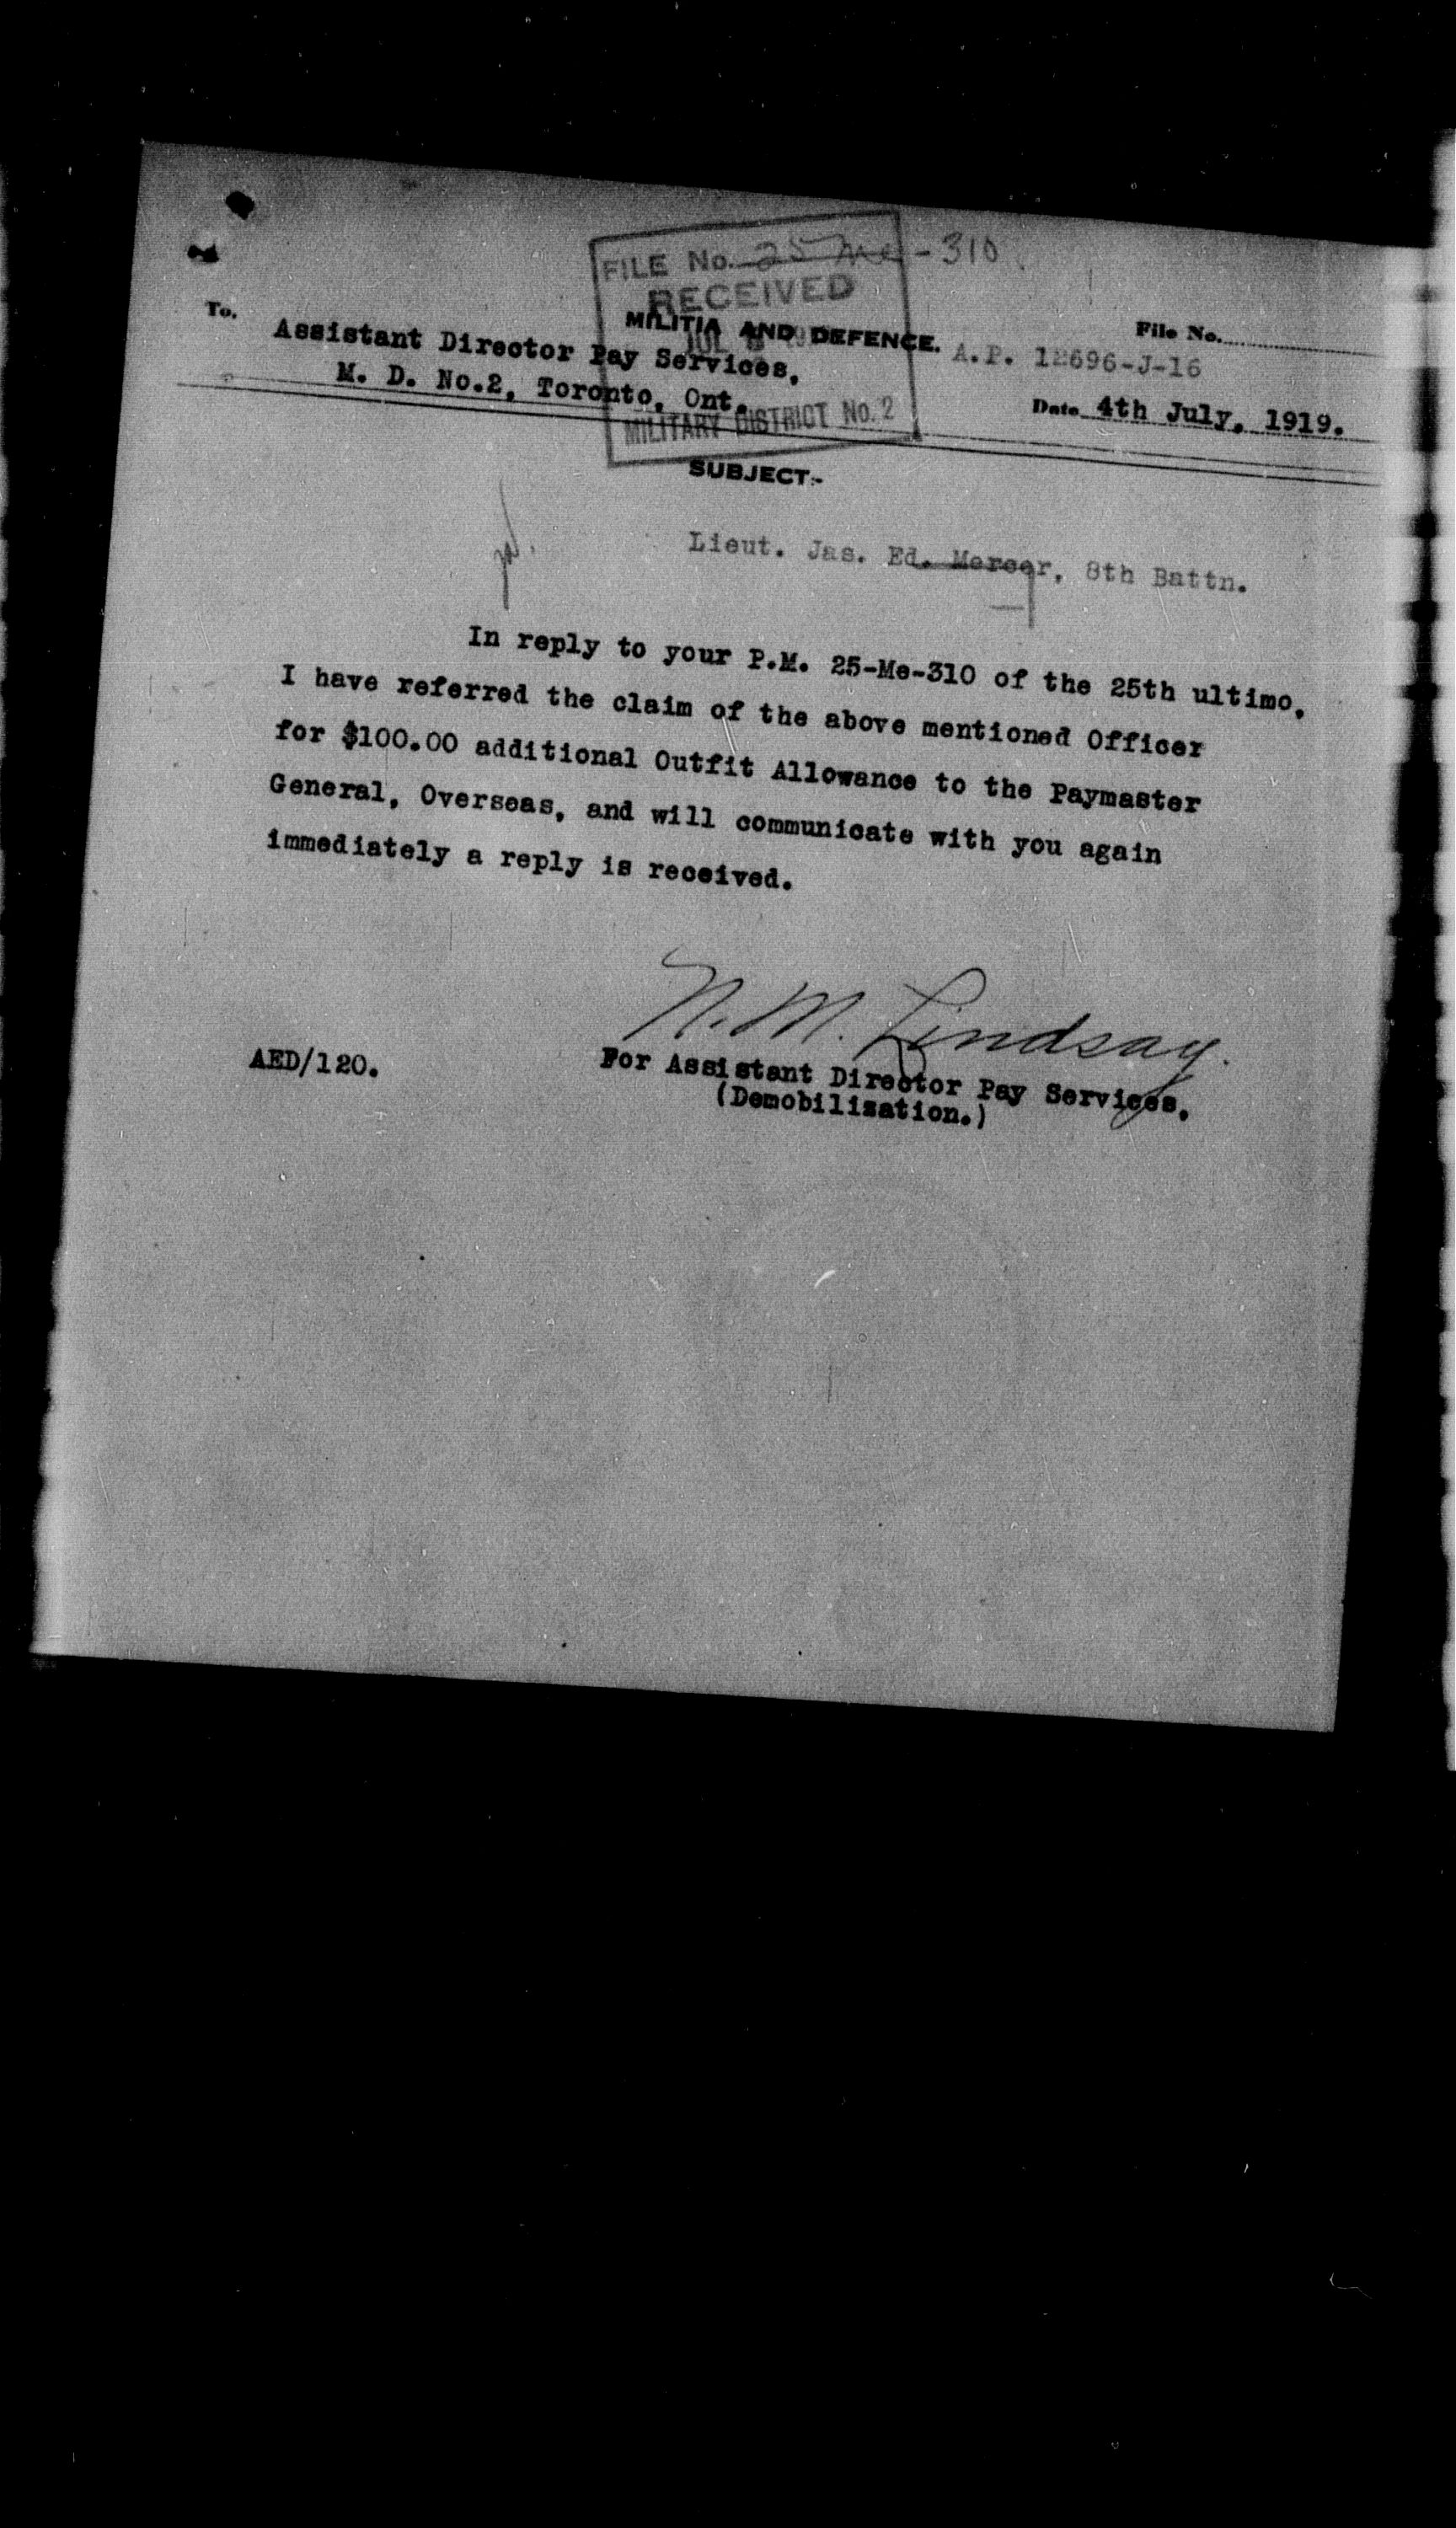 FILE No. 25 Me - 310
RECEIVED
MILITIA AND DEFENCE.
To.
File No.
Assistant Director Pay Services,
A.P. 12696-J-16
M. D. No.2, Toronto, Ont.
Date 4th July, 1919.
JUL
MILITARY DISTRICT No. 2
SUBJECT:-
Lieut. Jas. Ed. Mercer, 8th Battn.
In reply to your P.M. 25-Me-310 of the 25th ultimo,
I have referred the claim of the above mentioned Officer
for $100.00 additional Outfit Allowance to the Paymaster
General, Overseas, and will communicate with you again
immediately a reply is received.
N. M. Lindsay.
AED/120.
For Assistant Director Pay Services,
(Demobilization.)